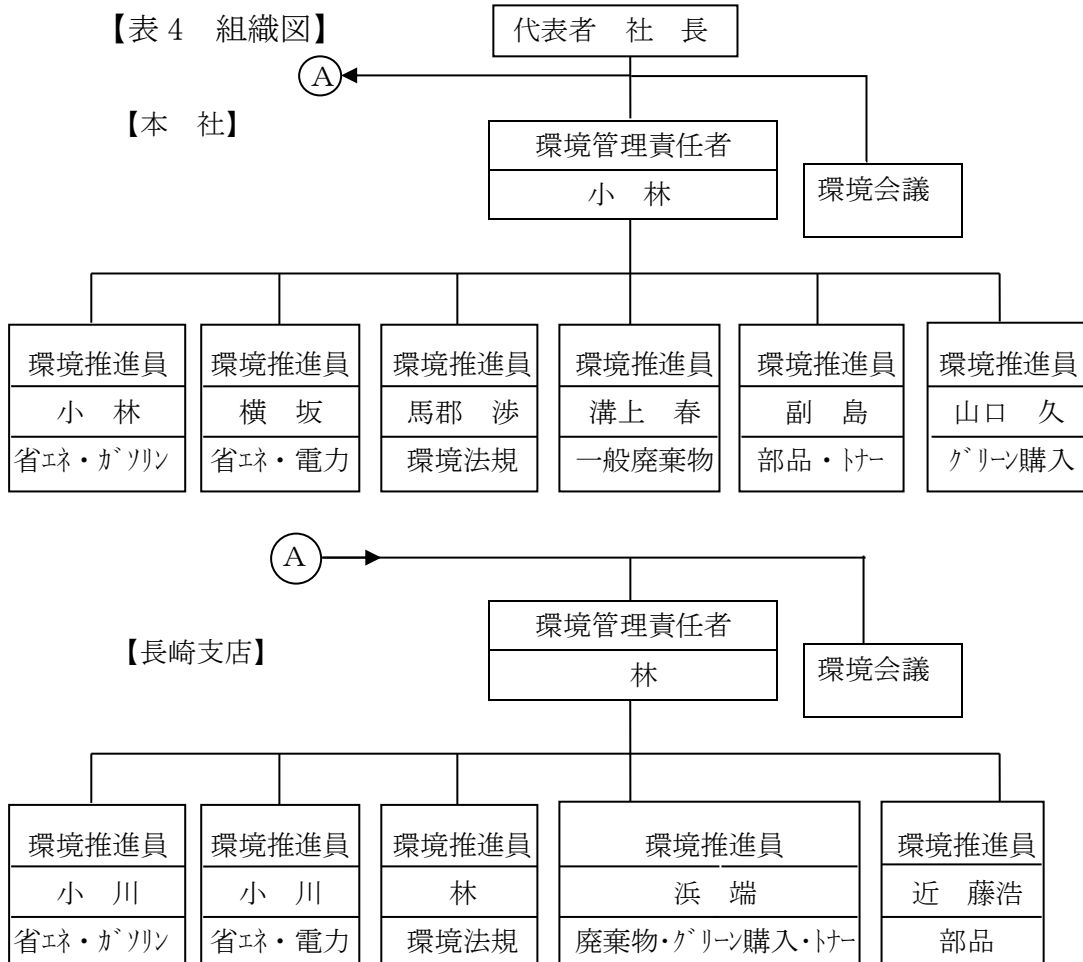 【表4 組織図】
代表者 社 長
A
【本 社】
環境管理責任者
小 林
環境会議
環境推進員 環境推進員 環境推進員 環境推進員 環境推進員 環境推進員
小 林 横 坂 馬郡 渉 溝上 春 副 島 山口 久
省エネ・ガソリン 省エネ・電力 環境法規 一般廃棄物 部品・トナー グリーン購入
A
環境管理責任者
【長崎支店】
林
環境会議
環境推進員 環境推進員 環境推進員 環境推進員 環境推進員
小 川 小 川 林 浜 端 近 藤浩
省エネ・ガソリン 省エネ・電力 環境法規 廃棄物・グリーン購入・トナー 部品